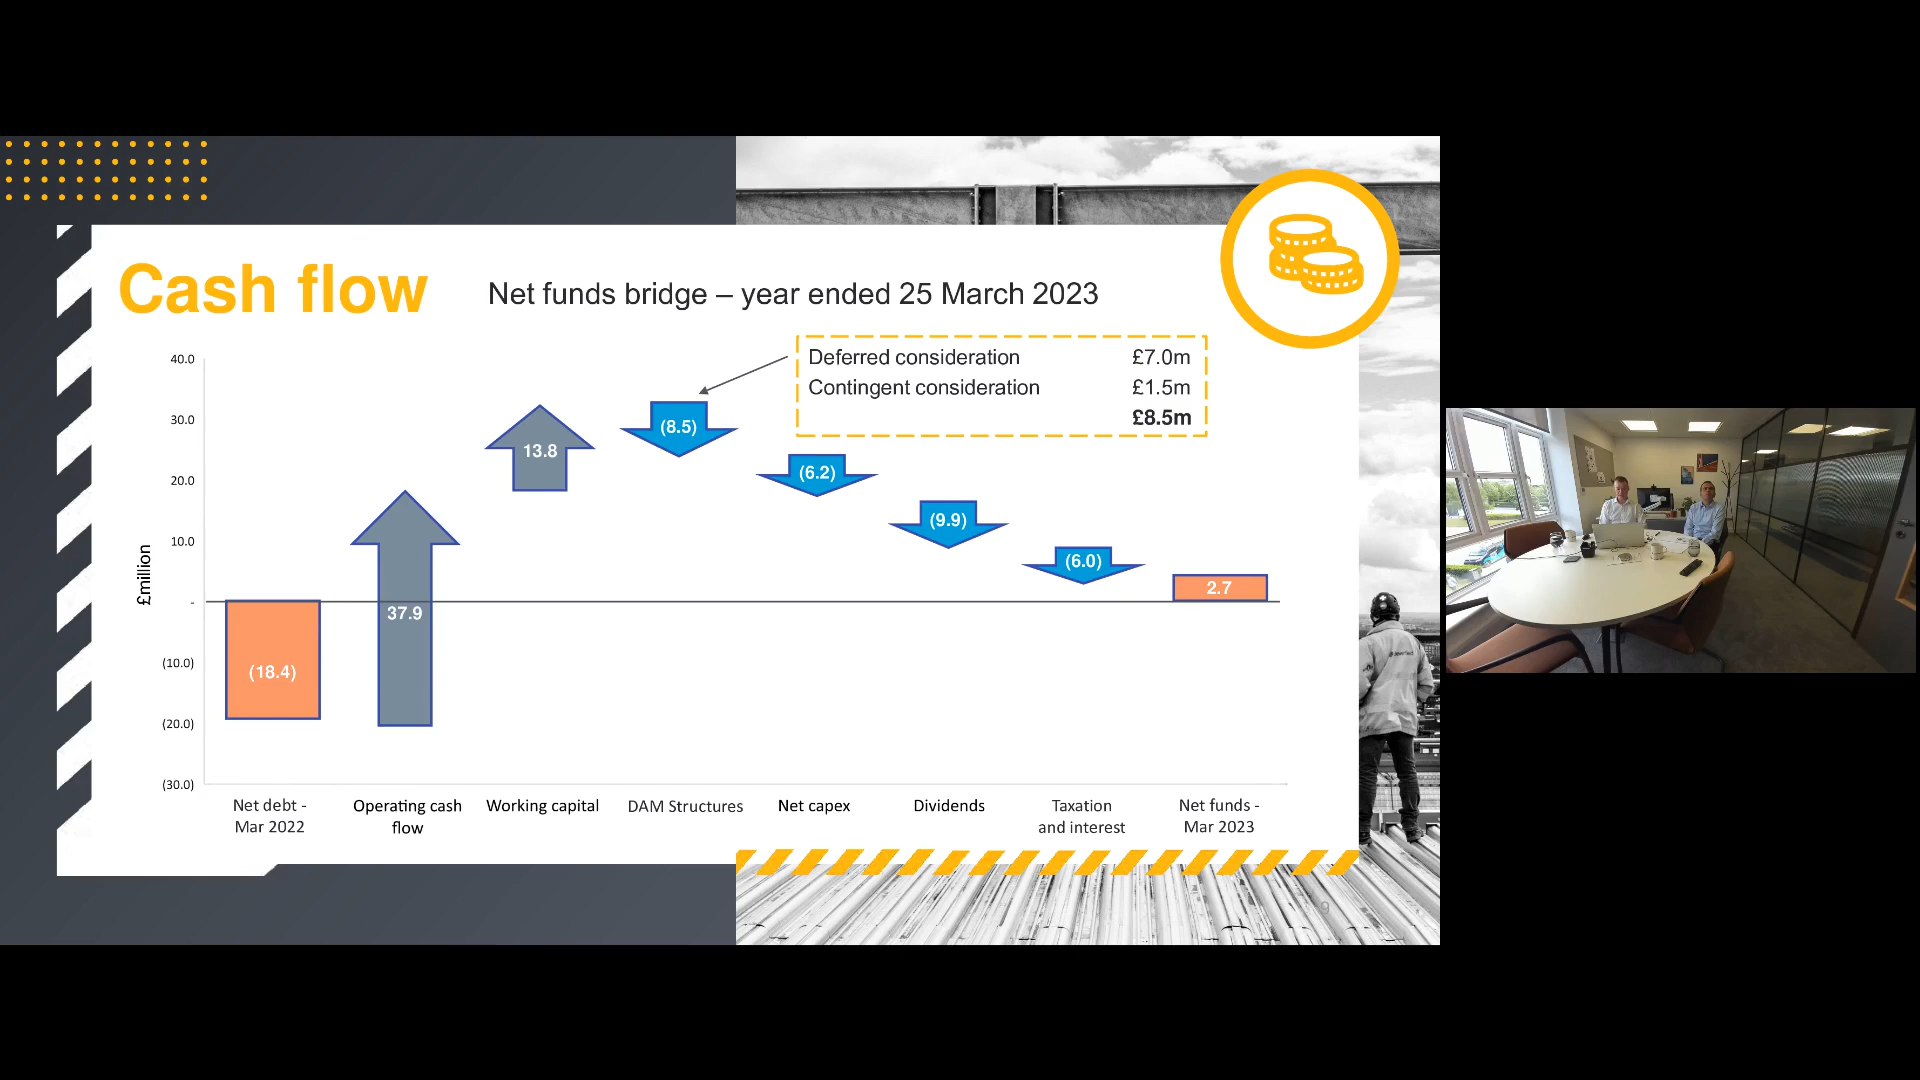 Cash flow
Net funds bridge – year ended 25 March 2023
Deferred consideration £7.0m
Contingent consideration £1.5m
£8.5m
£million
40.0
30.0
20.0
10.0
-
(10.0)
(20.0)
(30.0)
(18.4)
37.9
13.8
(8.5)
(6.2)
(9.9)
(6.0)
2.7
Net debt -
Mar 2022
Operating cash
flow
Working capital
DAM Structures
Net capex
Dividends
Taxation
and interest
Net funds -
Mar 2023
9